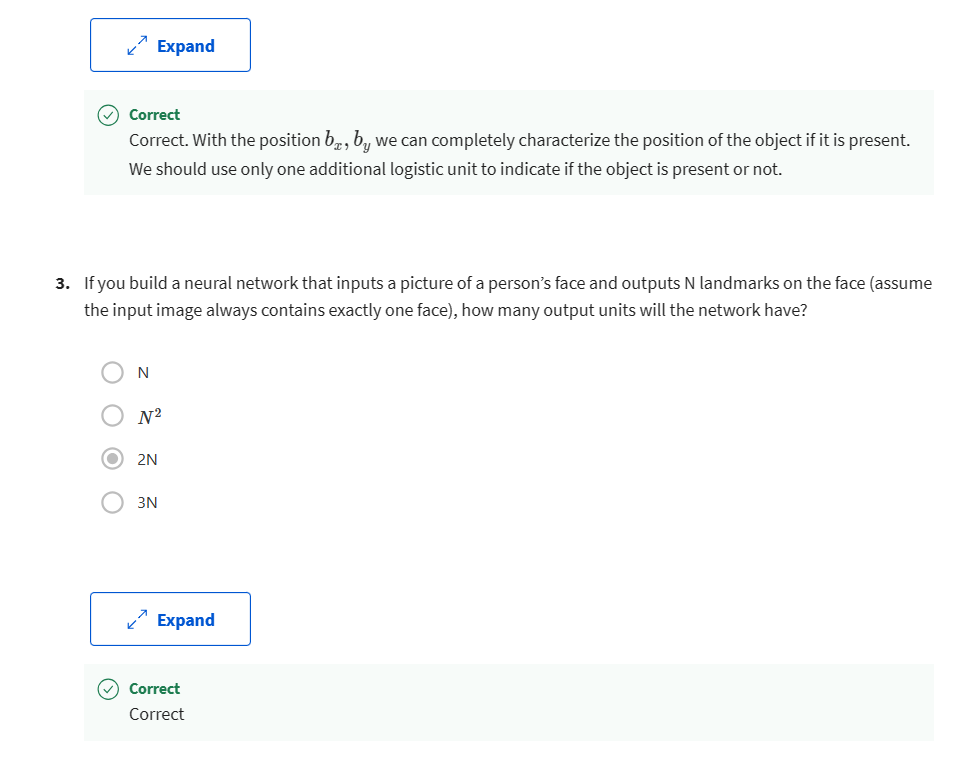 Expand
Correct
Correct. With the position bₓ, b_y we can completely characterize the position of the object if it is present.
We should use only one additional logistic unit to indicate if the object is present or not.
3. If you build a neural network that inputs a picture of a person’s face and outputs N landmarks on the face (assume
the input image always contains exactly one face), how many output units will the network have?
N
N²
2N
3N
Expand
Correct
Correct